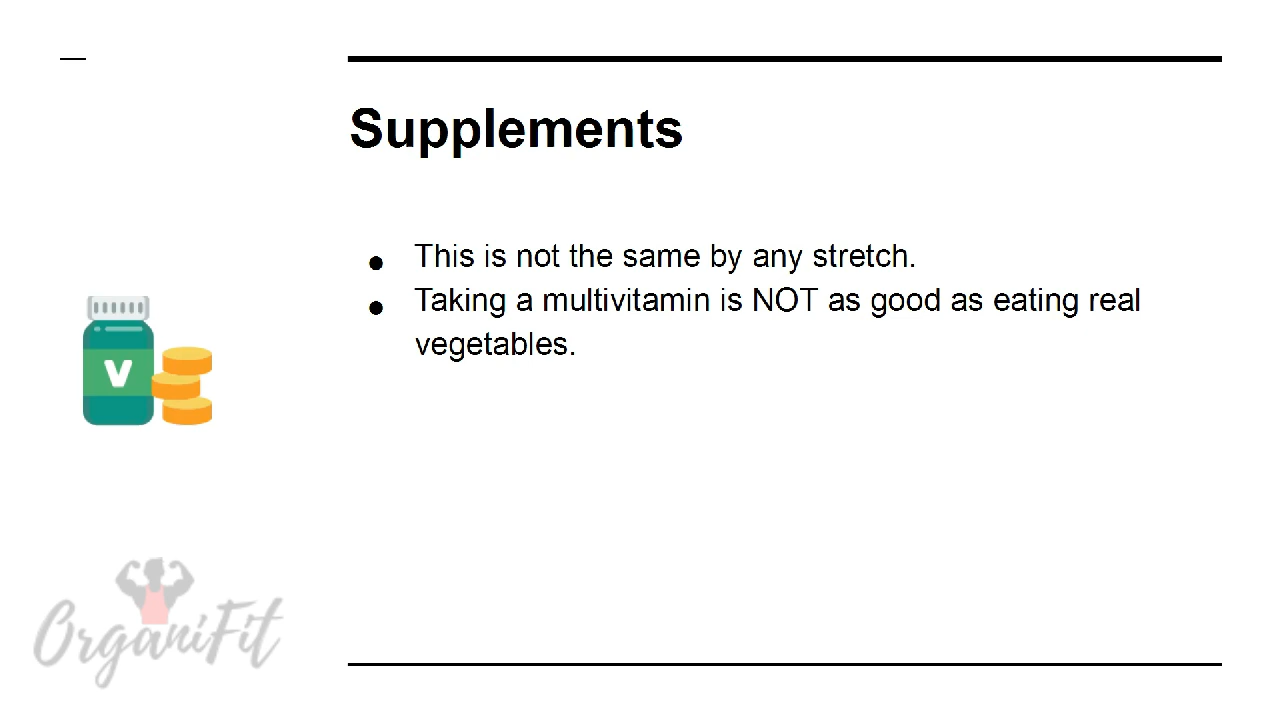 Supplements
● This is not the same by any stretch.
● Taking a multivitamin is NOT as good as eating real
vegetables.
V
OrganiFit